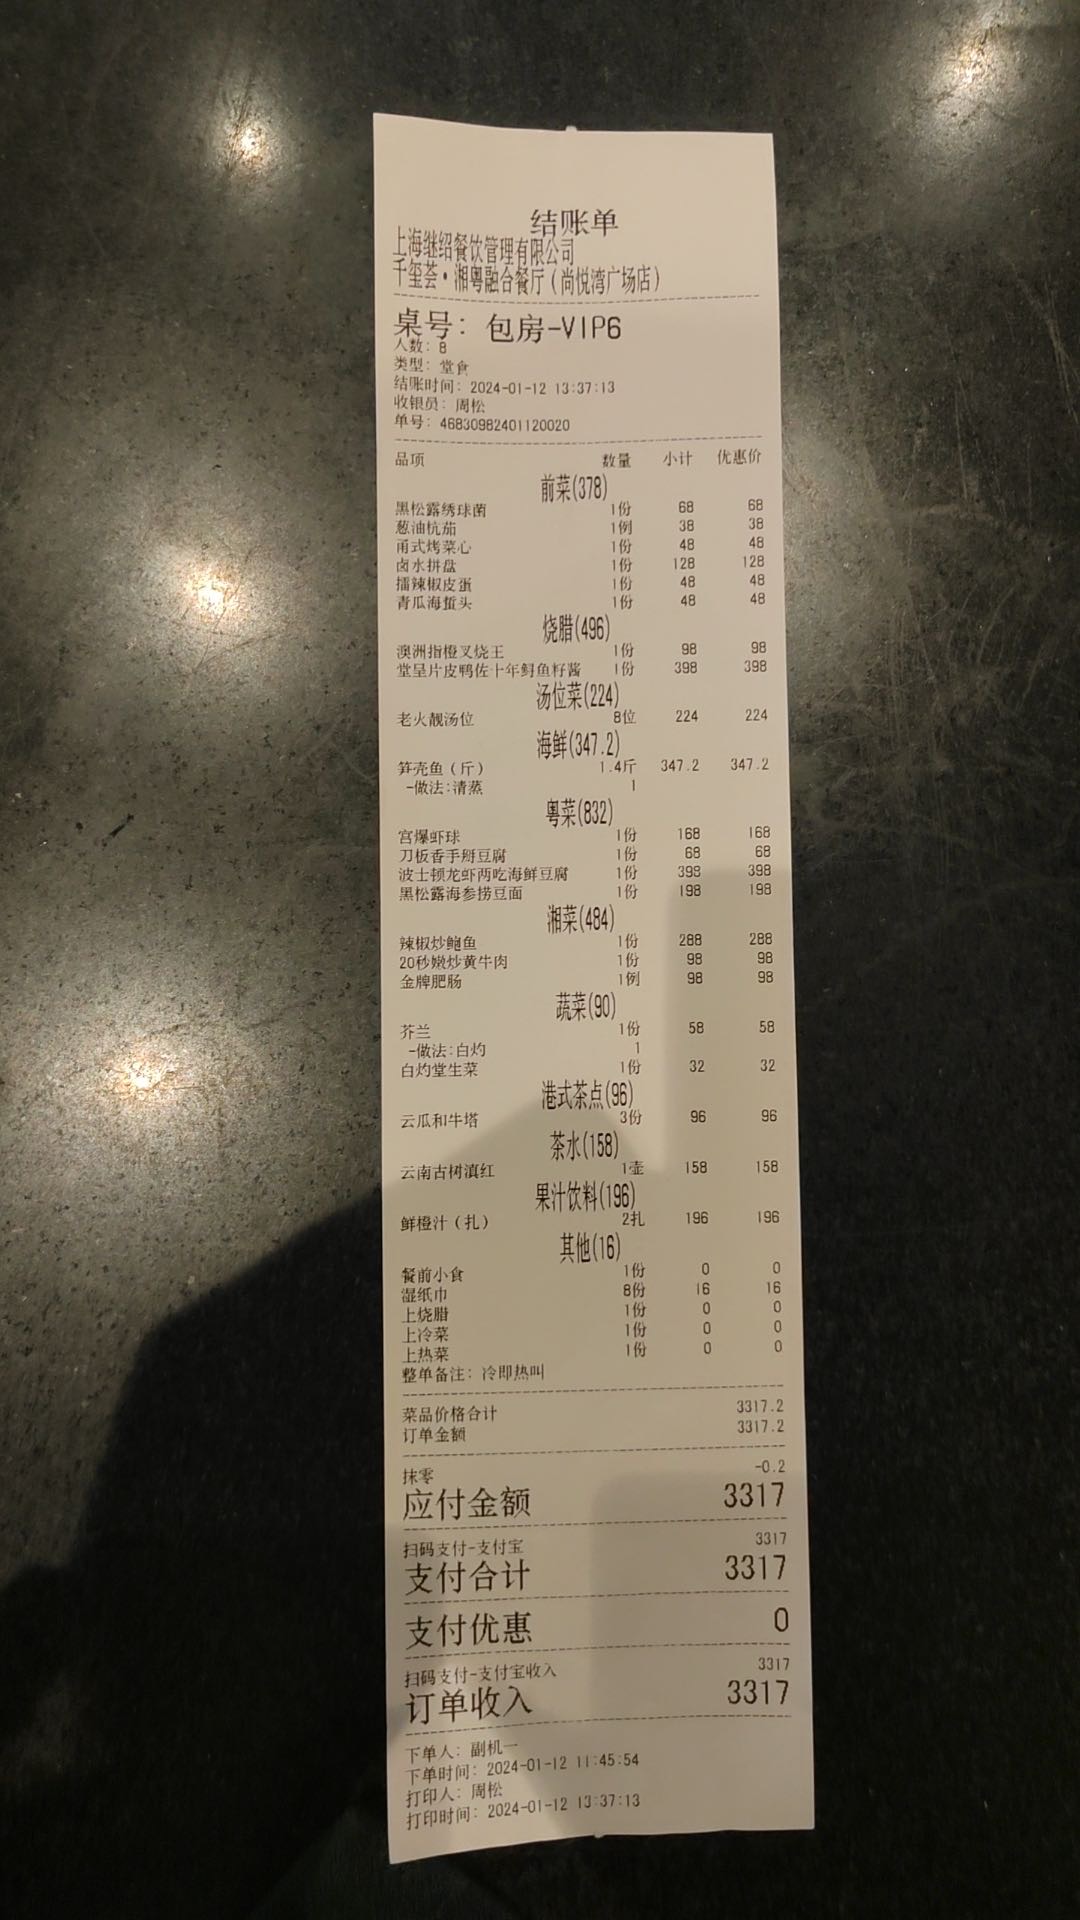 结账单
上海继绍餐饮管理有限公司
千玺荟·湘粤融合餐厅(尚悦湾广场店)
桌号: 包房-VIP6
人数: 8
类型: 堂食
结账时间: 2024-01-12 13:37:13
收银员: 周松
单号: 46830982401120020
品项 数量 小计 优惠价
前菜(378)
黑松露绣球菌 1份 68 68
葱油杭茄 1例 38 38
甬式烤菜心 1份 48 48
卤水拼盘 1份 128 128
擂辣椒皮蛋 1份 48 48
青瓜海蜇头 1份 48 48
烧腊(496)
澳洲指橙叉烧王 1份 98 98
堂呈片皮鸭佐十年鲟鱼籽酱 1份 398 398
汤位菜(224)
老火靓汤位 8位 224 224
海鲜(347.2)
笋壳鱼(斤) 1.4斤 347.2 347.2
-做法:清蒸 1
粤菜(832)
宫爆虾球 1份 168 168
刀板香手掰豆腐 1份 68 68
波士顿龙虾两吃海鲜豆腐 1份 398 398
黑松露海参捞豆面 1份 198 198
湘菜(484)
辣椒炒鲍鱼 1份 288 288
20秒嫩炒黄牛肉 1份 98 98
金牌肥肠 1例 98 98
蔬菜(90)
芥兰 1份 58 58
-做法:白灼 1
白灼堂生菜 1份 32 32
港式茶点(96)
云瓜和牛塔 3份 96 96
茶水(158)
云南古树滇红 1壶 158 158
果汁饮料(196)
鲜橙汁(扎) 2扎 196 196
其他(16)
餐前小食 1份 0 0
湿纸巾 8份 16 16
上烧腊 1份 0 0
上冷菜 1份 0 0
上热菜 1份 0 0
整单备注: 冷即热叫
菜品价格合计 3317.2
订单金额 3317.2
抹零 -0.2
应付金额 3317
扫码支付-支付宝 3317
支付合计 3317
支付优惠 0
扫码支付-支付宝收入 3317
订单收入 3317
下单人: 副机一
下单时间: 2024-01-12 11:45:54
打印人: 周松
打印时间: 2024-01-12 13:37:13